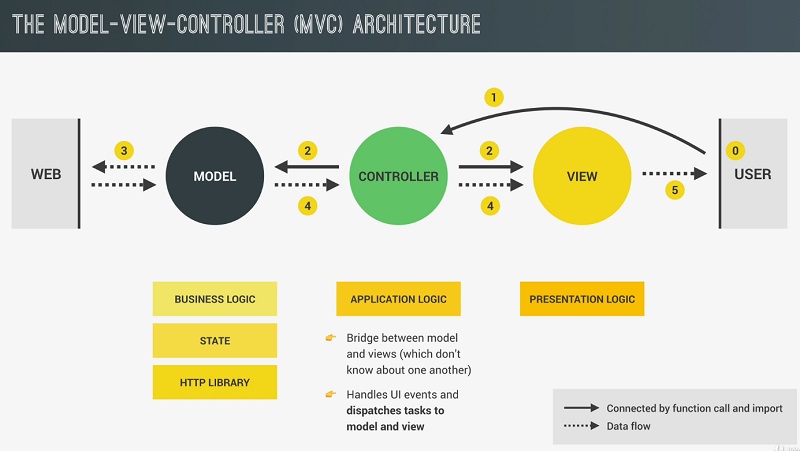 THE MODEL-VIEW-CONTROLLER (MVC) ARCHITECTURE
1
3
2
2
0
WEB
MODEL
CONTROLLER
VIEW
USER
4
4
5
BUSINESS LOGIC
APPLICATION LOGIC
PRESENTATION LOGIC
STATE
HTTP LIBRARY
Bridge between model
and views (which don't
know about one another)
Handles UI events and
dispatches tasks to
model and view
Connected by function call and import
Data flow